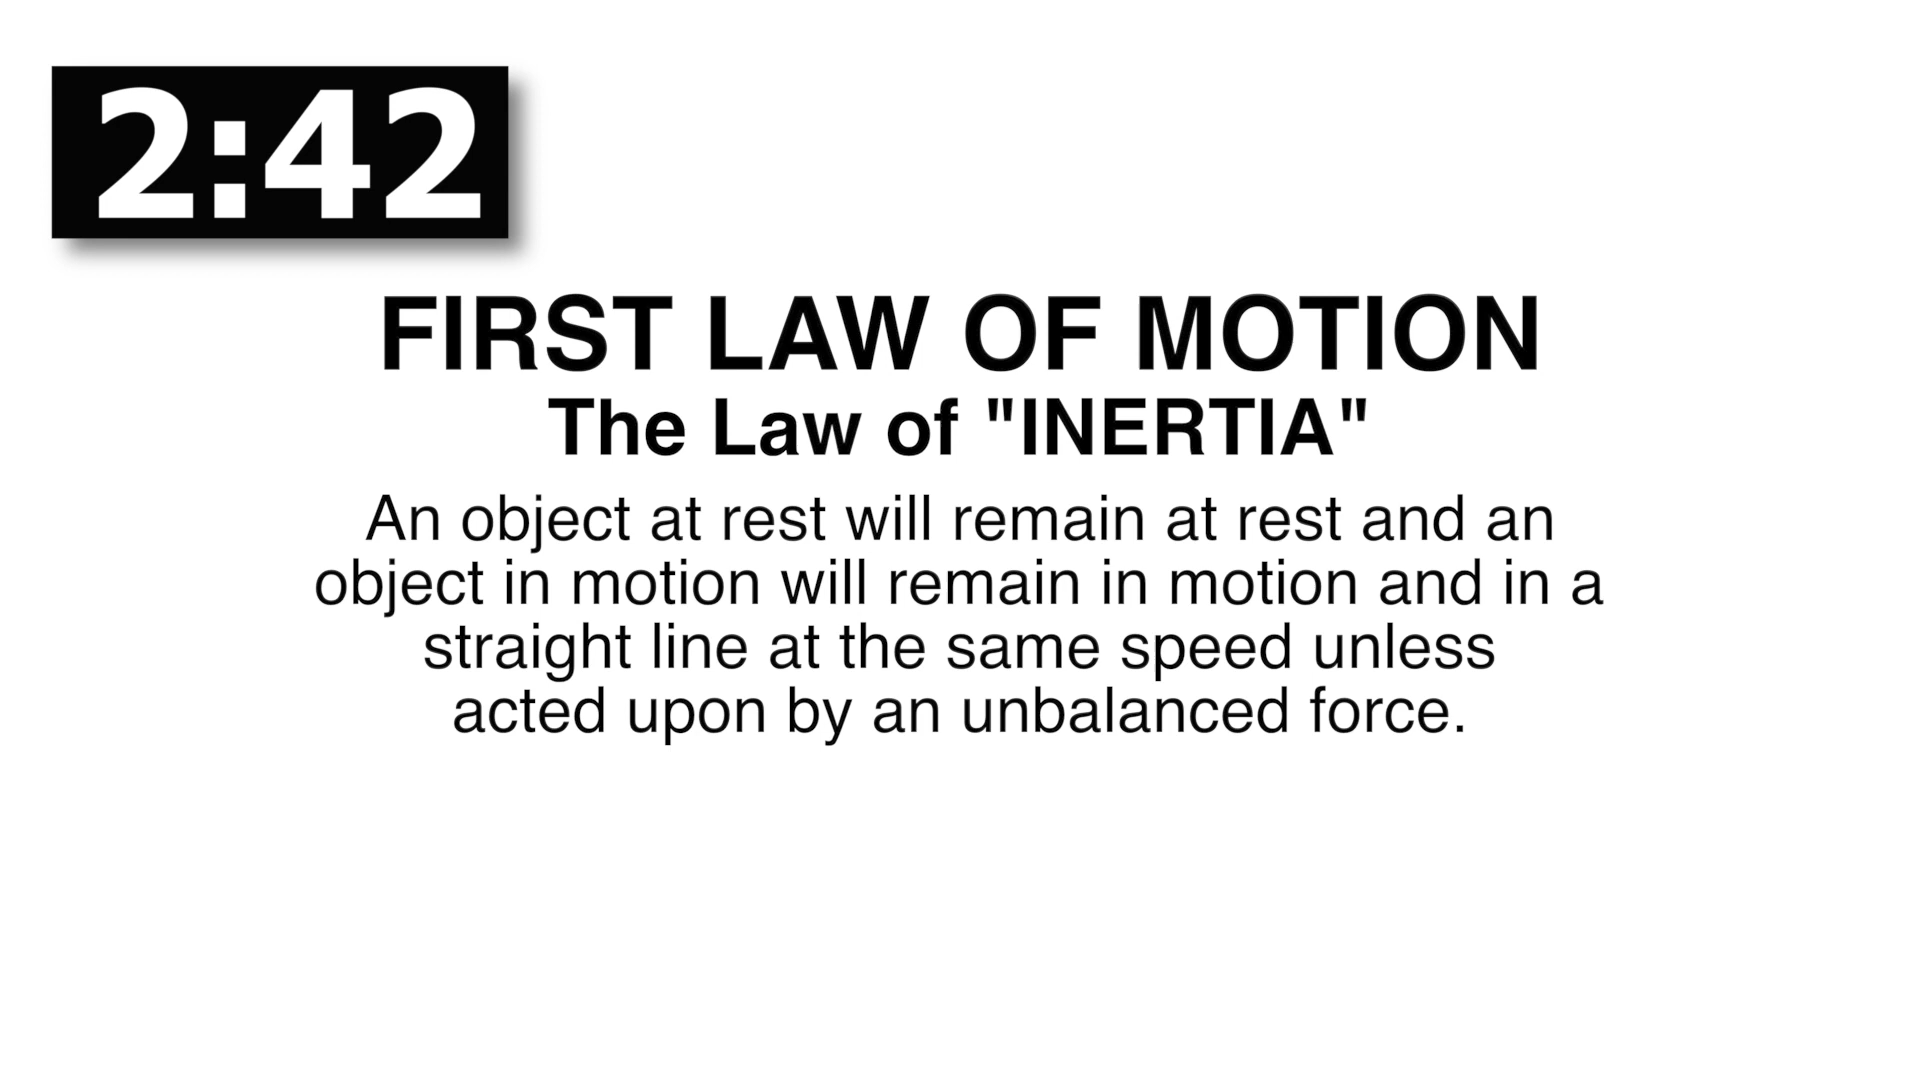 2:42
FIRST LAW OF MOTION
The Law of "INERTIA"
An object at rest will remain at rest and an
object in motion will remain in motion and in a
straight line at the same speed unless
acted upon by an unbalanced force.